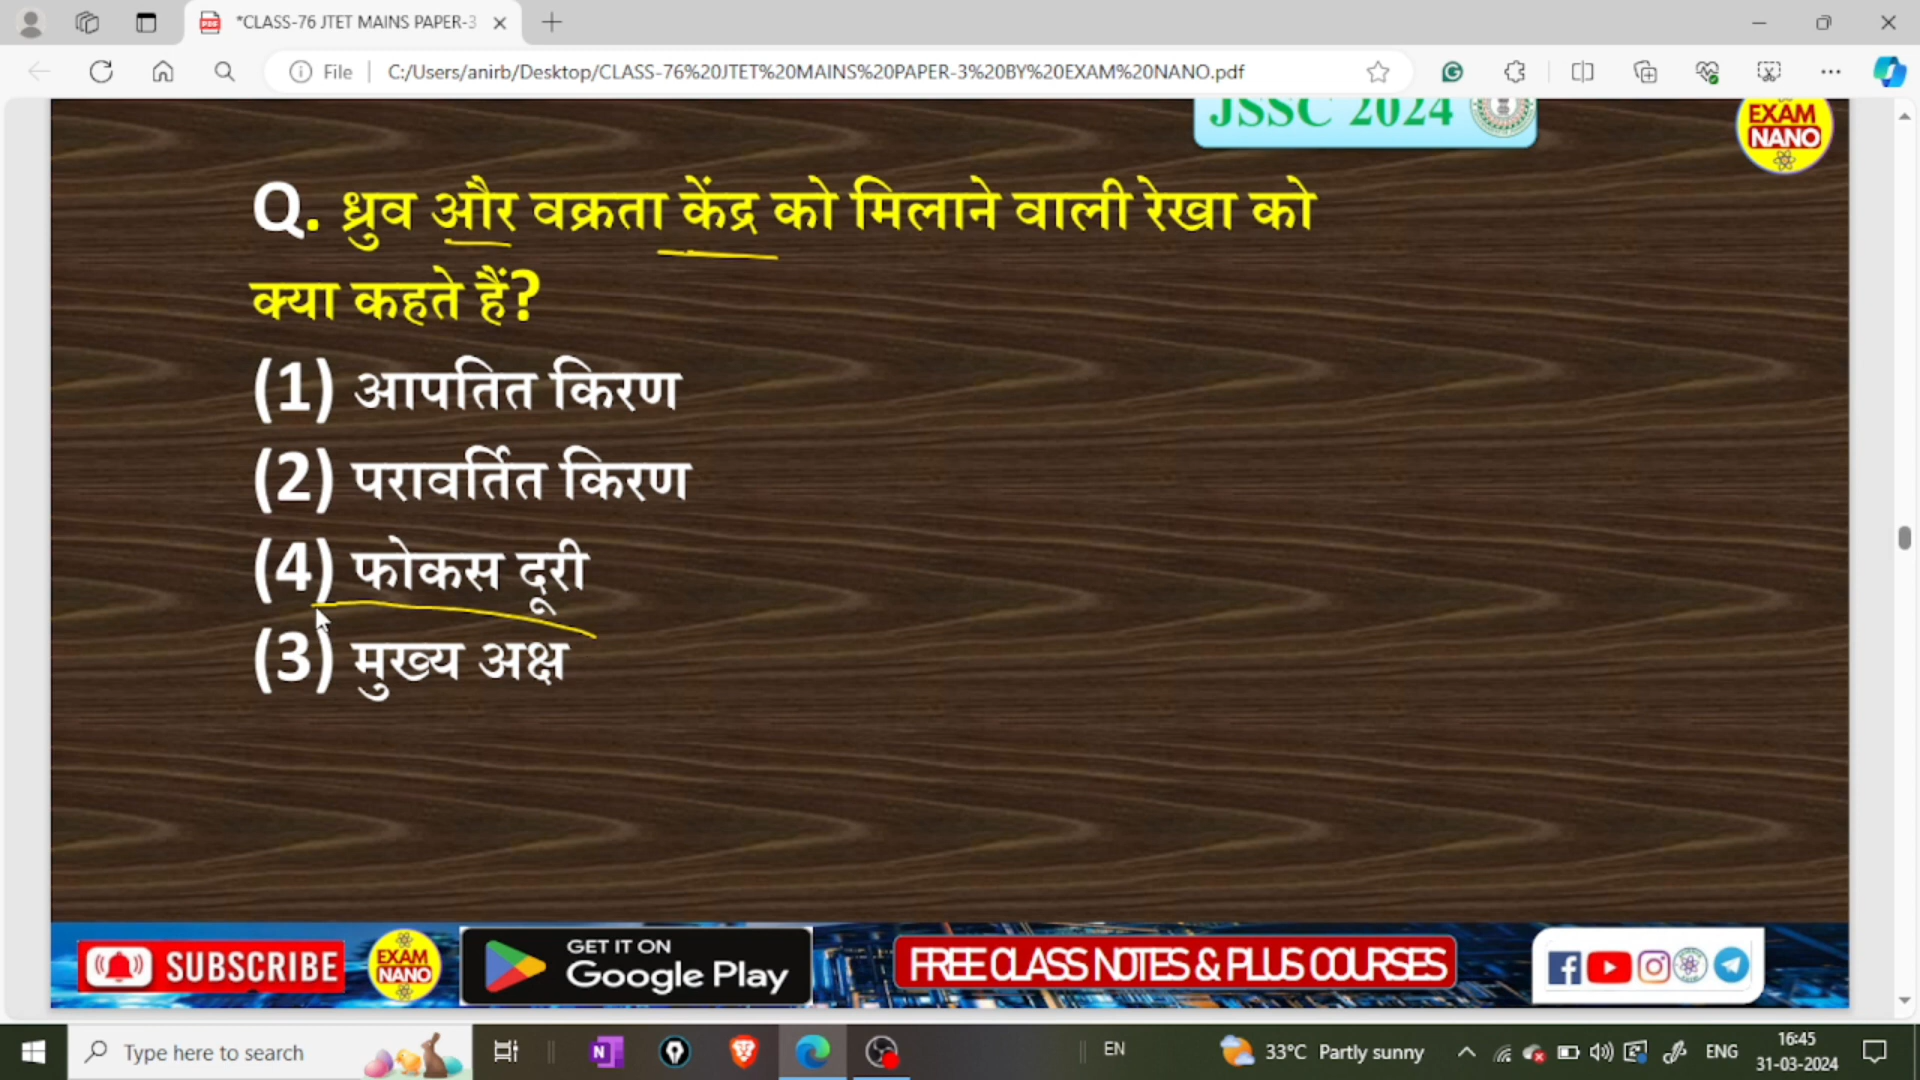 *CLASS-76 JTET MAINS PAPER-3
File
C:/Users/anirb/Desktop/CLASS-76%20JTET%20MAINS%20PAPER-3%20BY%20EXAM%20NANO.pdf
JSSC 2024
EXAM
NANO
Q. ध्रुव और वक्रता केंद्र को मिलाने वाली रेखा को
क्या कहते हैं?
(1) आपतित किरण
(2) परावर्तित किरण
(4) फोकस दूरी
(3) मुख्य अक्ष
SUBSCRIBE
EXAM
NANO
GET IT ON
Google Play
FREE CLASS NOTES & PLUS COURSES
Type here to search
EN
33°C Partly sunny
ENG
16:45
31-03-2024